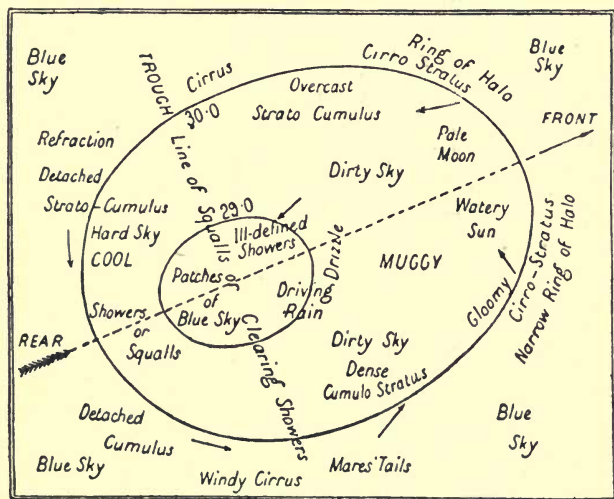 Blue
Sky
Cirrus
Ring of Halo
Cirro Stratus
Blue
Sky
TROUGH
30·0
Overcast
Strato Cumulus
FRONT
Refraction
Pale
Moon
Detached
Strato-Cumulus
Hard Sky
COOL
Line of Squalls or Clearing Showers
29·0
Dirty Sky
Ill-defined
Showers
Watery
Sun
Drizzle
MUGGY
Patches
of
Blue Sky
Driving
Rain
Gloomy
Cirro-Stratus
Narrow Ring of Halo
Showers
or
Squalls
REAR
Dirty Sky
Dense
Cumulo Stratus
Detached
Cumulus
Blue
Sky
Blue Sky
Windy Cirrus
Mares' Tails